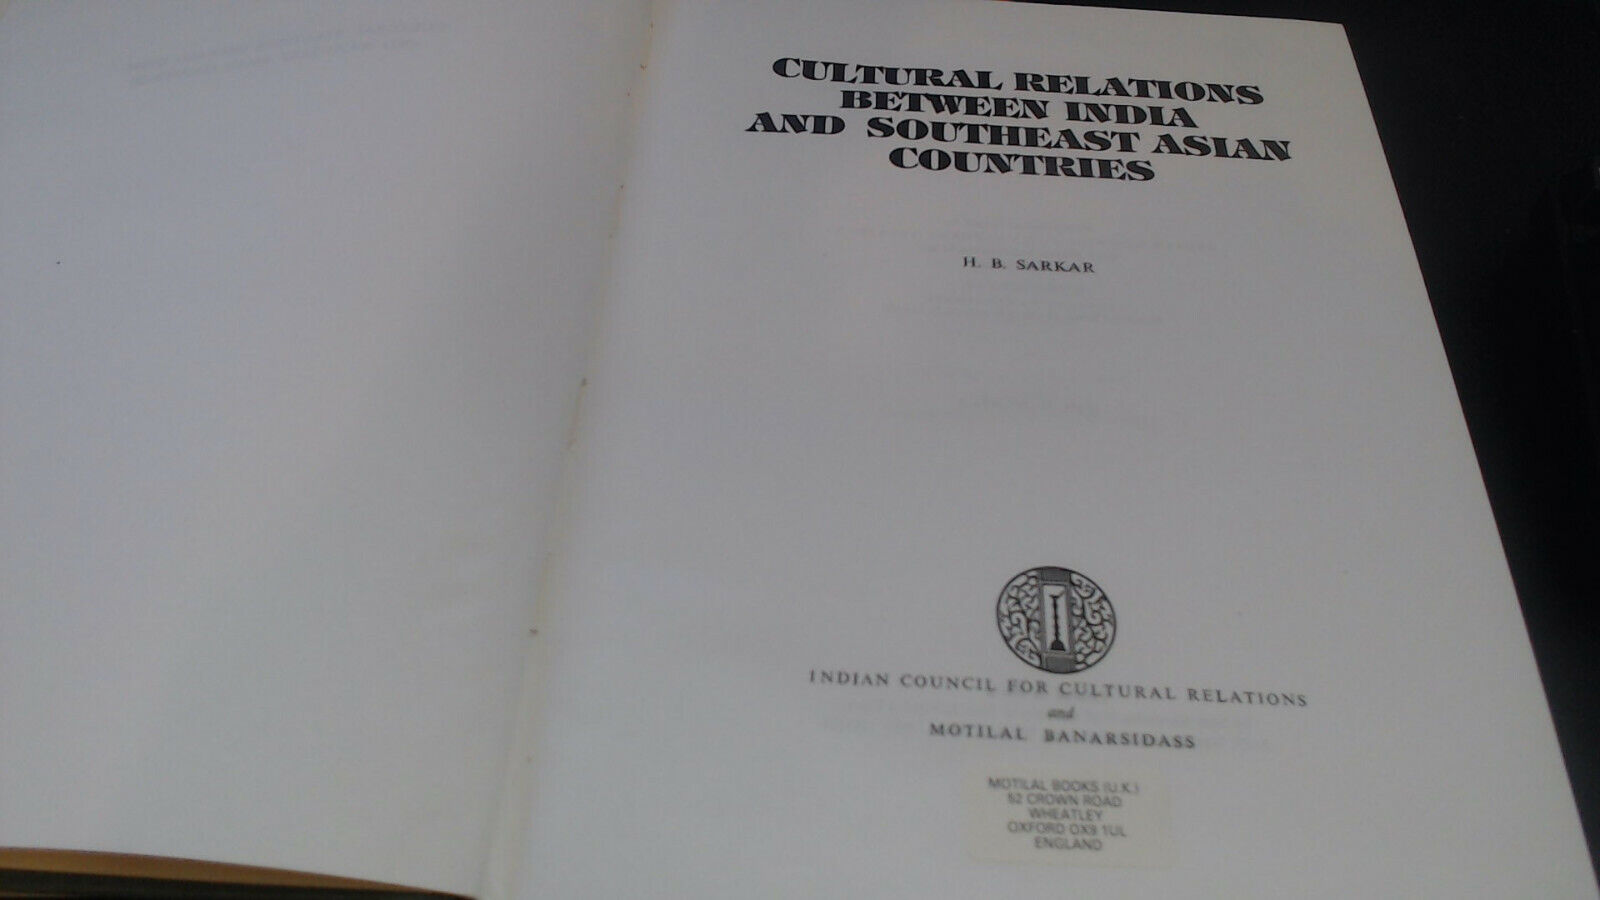 CULTURAL RELATIONS
BETWEEN INDIA
AND SOUTHEAST ASIAN
COUNTRIES
H. B. SARKAR
INDIAN COUNCIL FOR CULTURAL RELATIONS
and
MOTILAL BANARSIDASS
MOTILAL BOOKS (U.K.)
52 CROWN ROAD
WHEATLEY
OXFORD OX9 1UL
ENGLAND